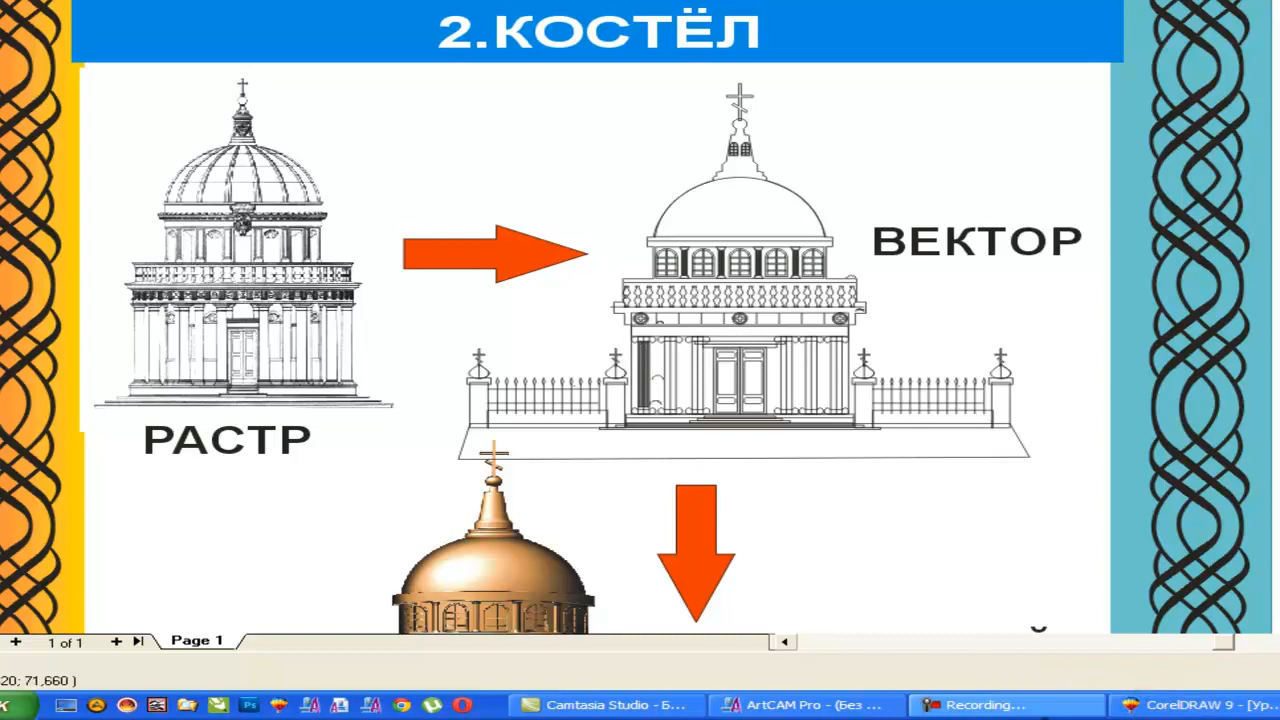 2.КОСТЁЛ
ВЕКТОР
РАСТР
1 of 1
Page 1
20; 71,660 )
Ps
Camtasia Studio - Б...
ArtCAM Pro - (Без ...
Recording...
CorelDRAW 9 - [Ур...